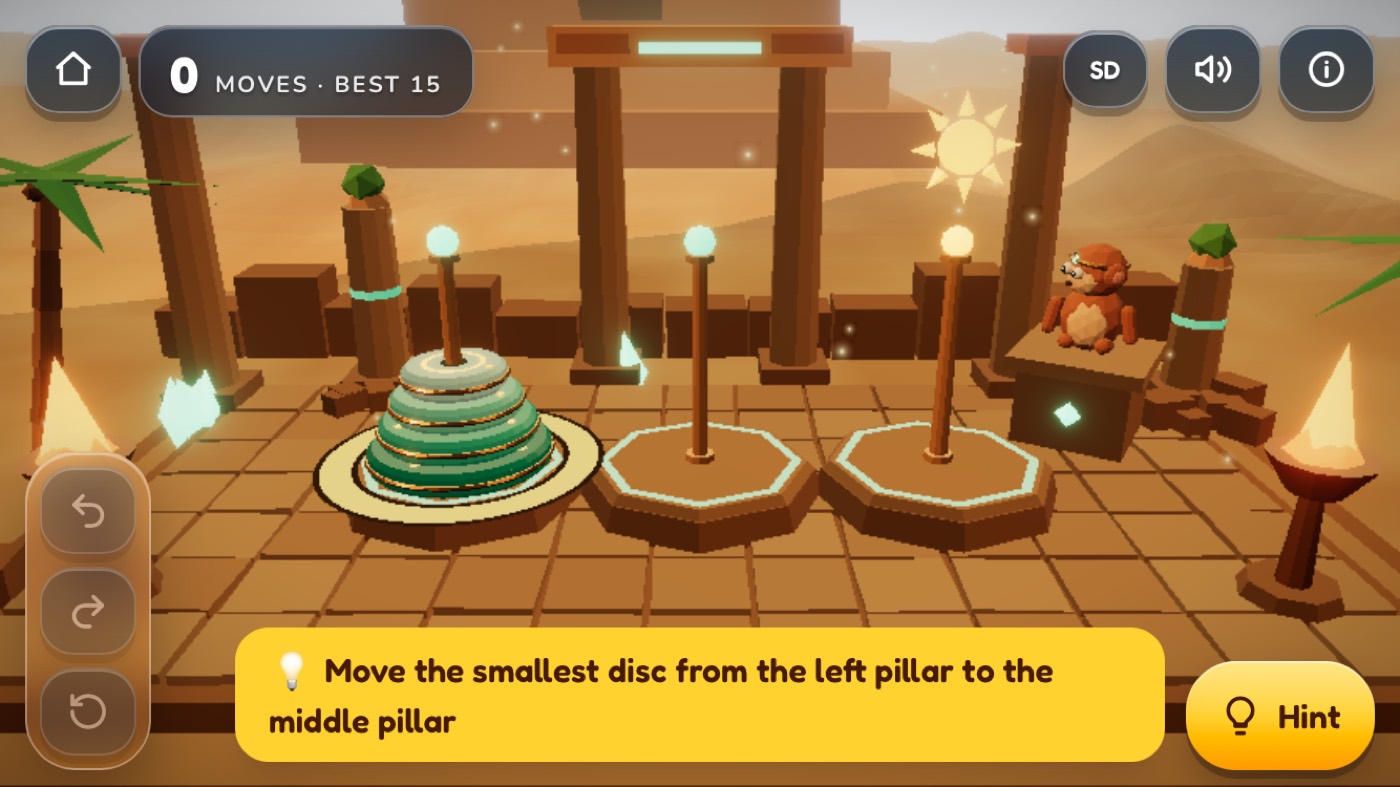 0 MOVES · BEST 15
SD
Move the smallest disc from the left pillar to the
middle pillar
Hint